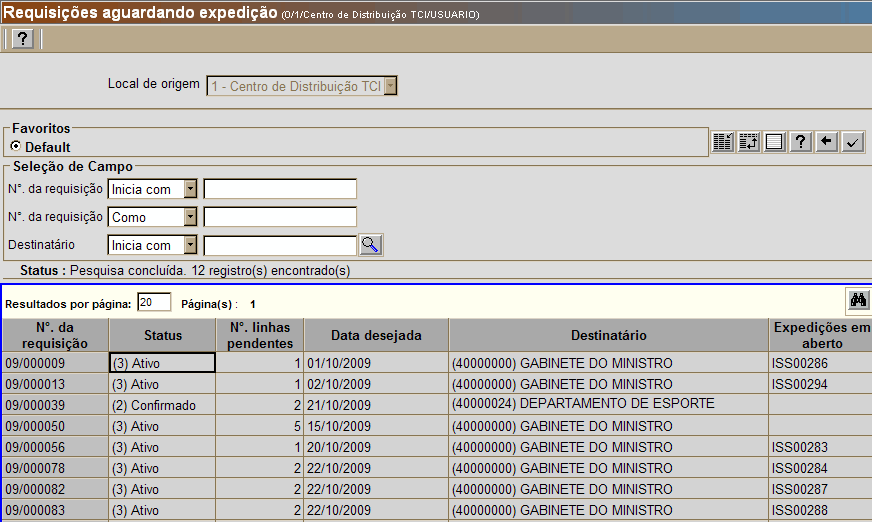 Requisições aguardando expedição (0/1/Centro de Distribuição TCI/USUARIO)
?
Local de origem 1 - Centro de Distribuição TCI
Favoritos
Default
?
Seleção de Campo
N°. da requisição Inicia com
N°. da requisição Como
Destinatário Inicia com
Status : Pesquisa concluída. 12 registro(s) encontrado(s)
Resultados por página: 20 Página(s) : 1
N°. da requisição Status N°. linhas pendentes Data desejada Destinatário Expedições em aberto
09/000009 (3) Ativo 1 01/10/2009 (40000000) GABINETE DO MINISTRO ISS00286
09/000013 (3) Ativo 1 02/10/2009 (40000000) GABINETE DO MINISTRO ISS00294
09/000039 (2) Confirmado 2 21/10/2009 (40000024) DEPARTAMENTO DE ESPORTE
09/000050 (3) Ativo 5 15/10/2009 (40000000) GABINETE DO MINISTRO
09/000056 (3) Ativo 1 20/10/2009 (40000000) GABINETE DO MINISTRO ISS00283
09/000078 (3) Ativo 2 22/10/2009 (40000000) GABINETE DO MINISTRO ISS00284
09/000082 (3) Ativo 2 22/10/2009 (40000000) GABINETE DO MINISTRO ISS00287
09/000083 (3) Ativo 2 22/10/2009 (40000000) GABINETE DO MINISTRO ISS00288